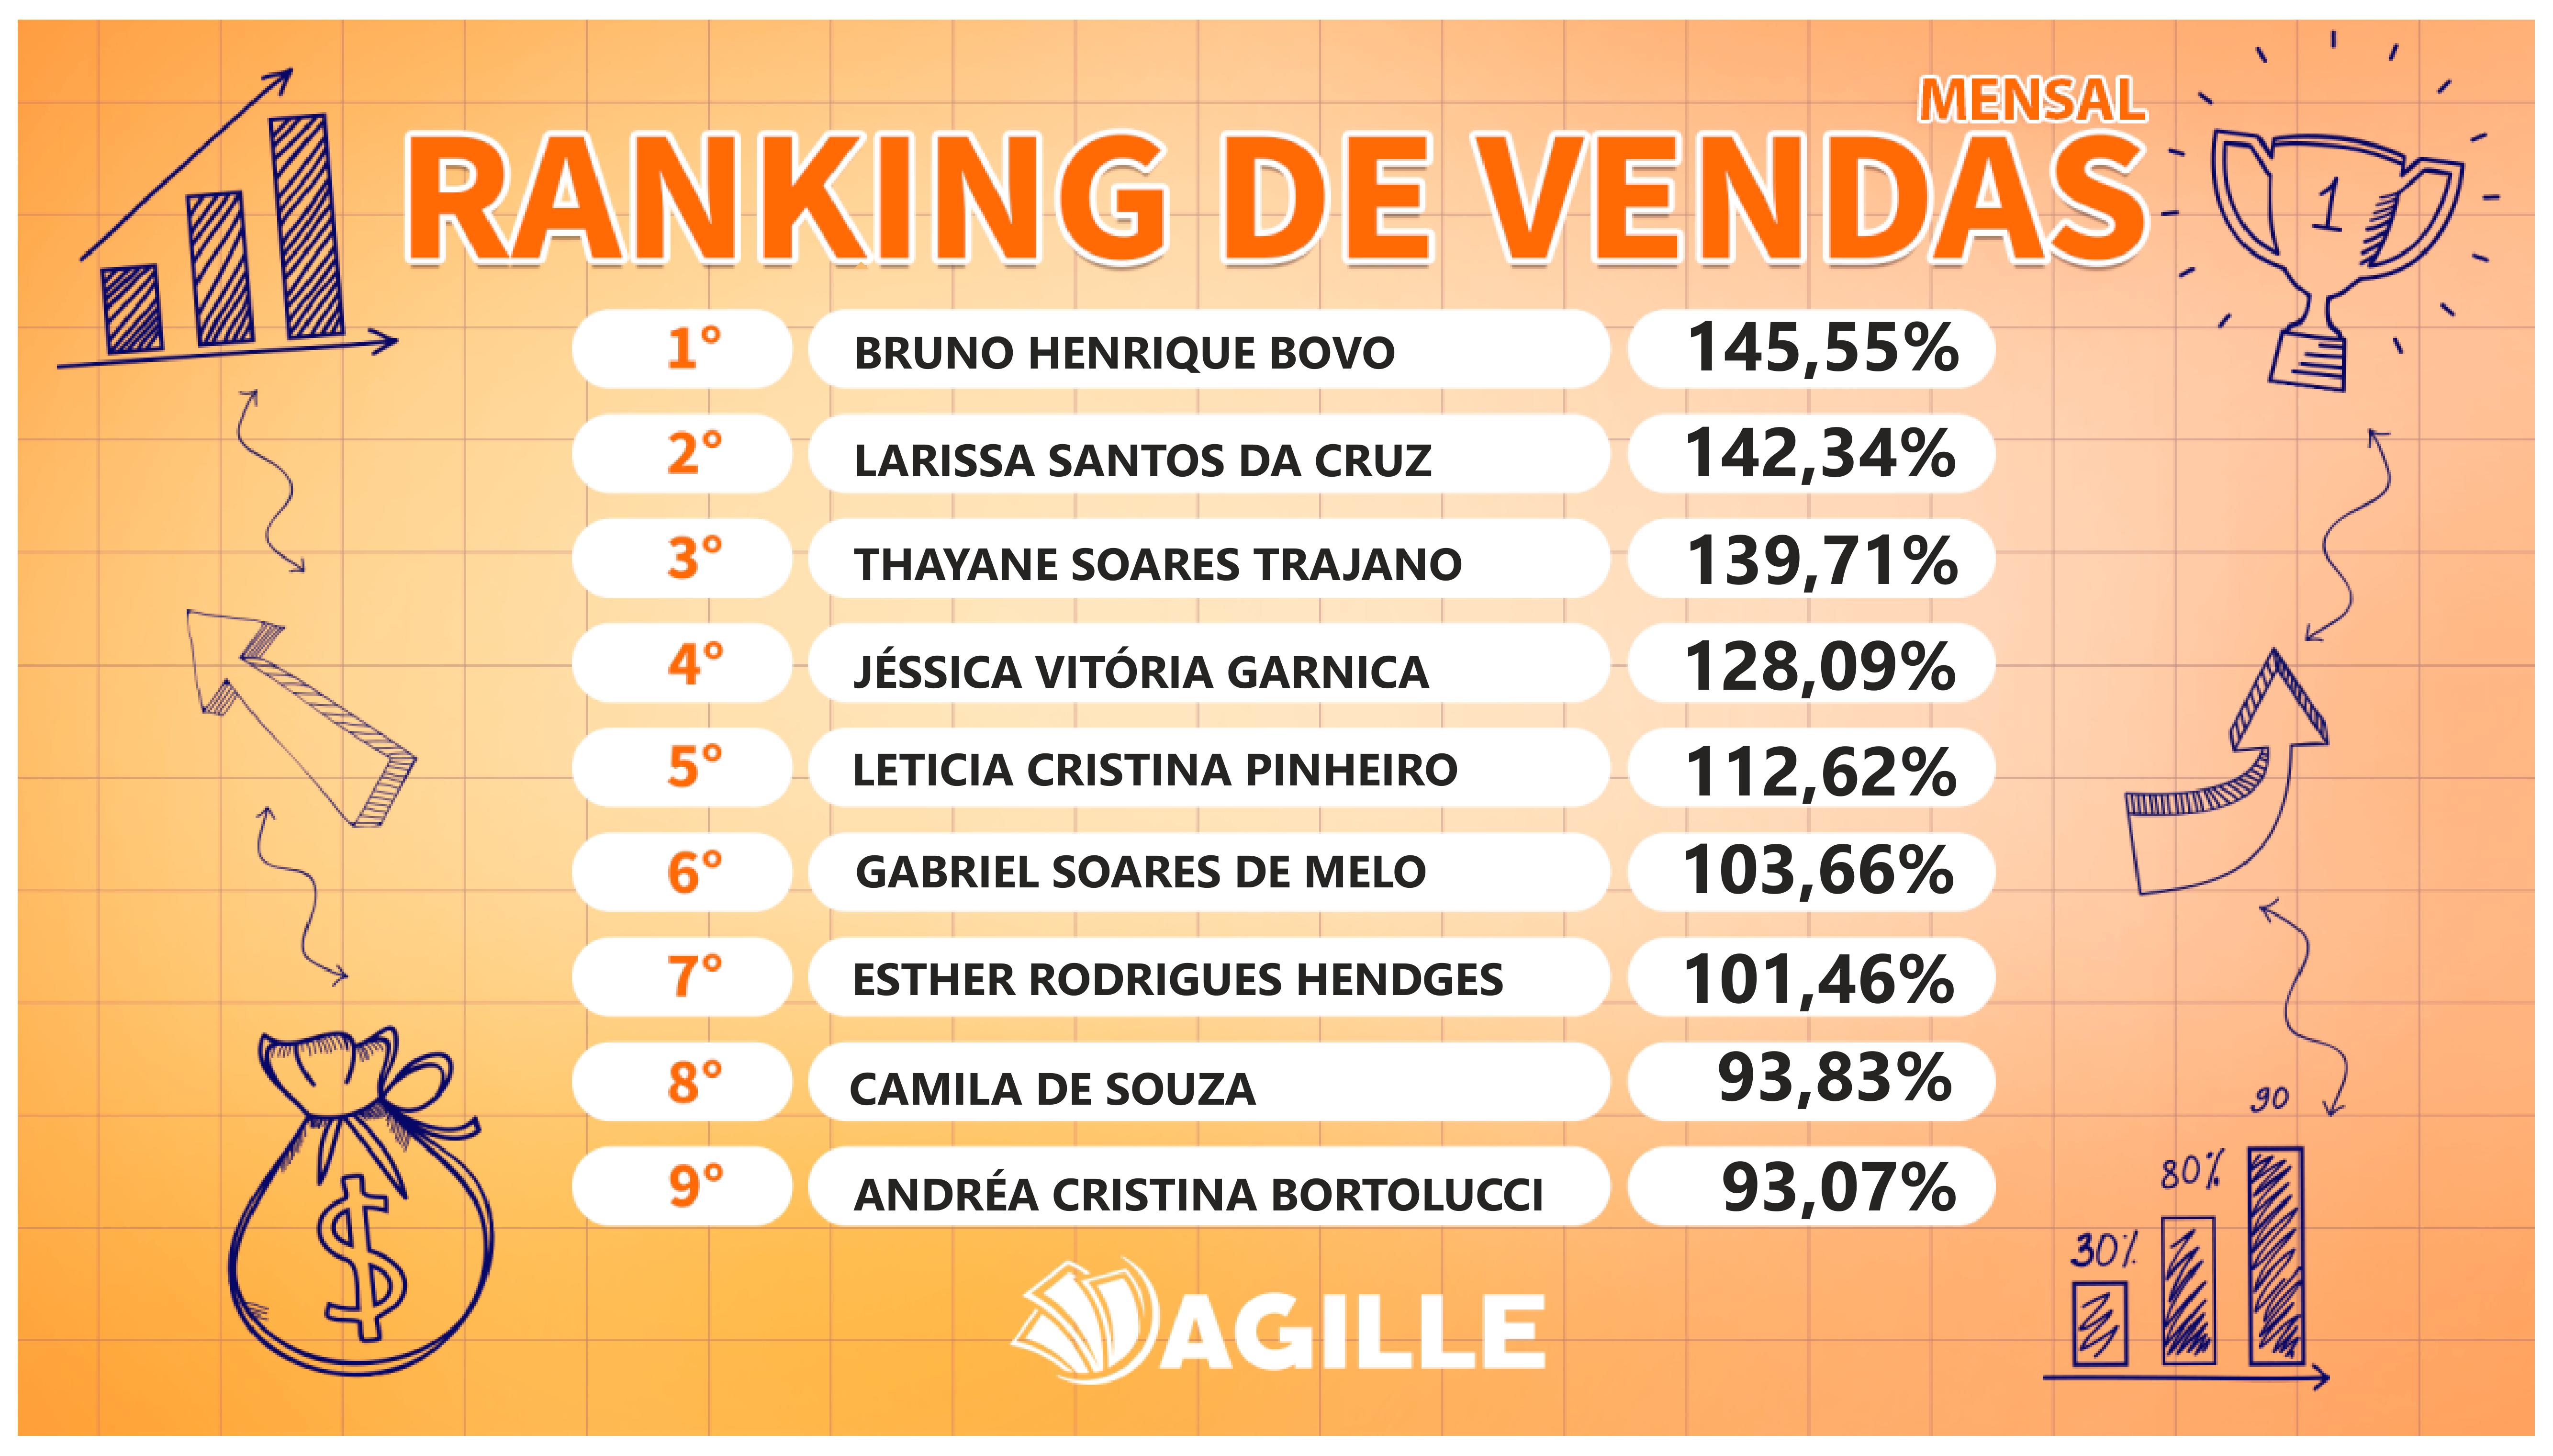 MENSAL
RANKING DE VENDAS
1
1° BRUNO HENRIQUE BOVO 145,55%
2° LARISSA SANTOS DA CRUZ 142,34%
3° THAYANE SOARES TRAJANO 139,71%
4° JÉSSICA VITÓRIA GARNICA 128,09%
5° LETICIA CRISTINA PINHEIRO 112,62%
6° GABRIEL SOARES DE MELO 103,66%
7° ESTHER RODRIGUES HENDGES 101,46%
8° CAMILA DE SOUZA 93,83%
9° ANDRÉA CRISTINA BORTOLUCCI 93,07%
$
90
80%
30%
AGILLE